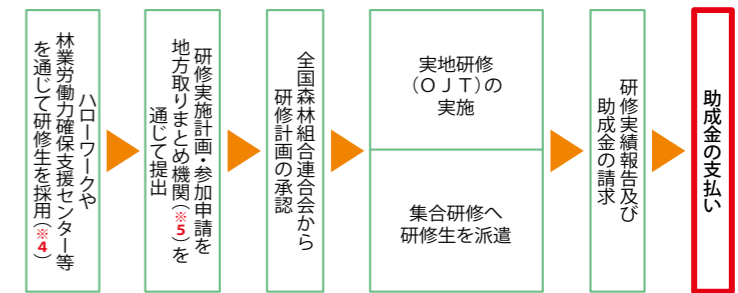 ハローワークや
林業労働力確保支援センター等
を通じて研修生を採用（※4）
研修実施計画・参加申請を
地方取りまとめ機関（※5）を
通じて提出
全国森林組合連合会から
研修計画の承認
実地研修
（ＯＪＴ）の
実施
集合研修へ
研修生を派遣
研修実績報告及び
助成金の請求
助成金の支払い